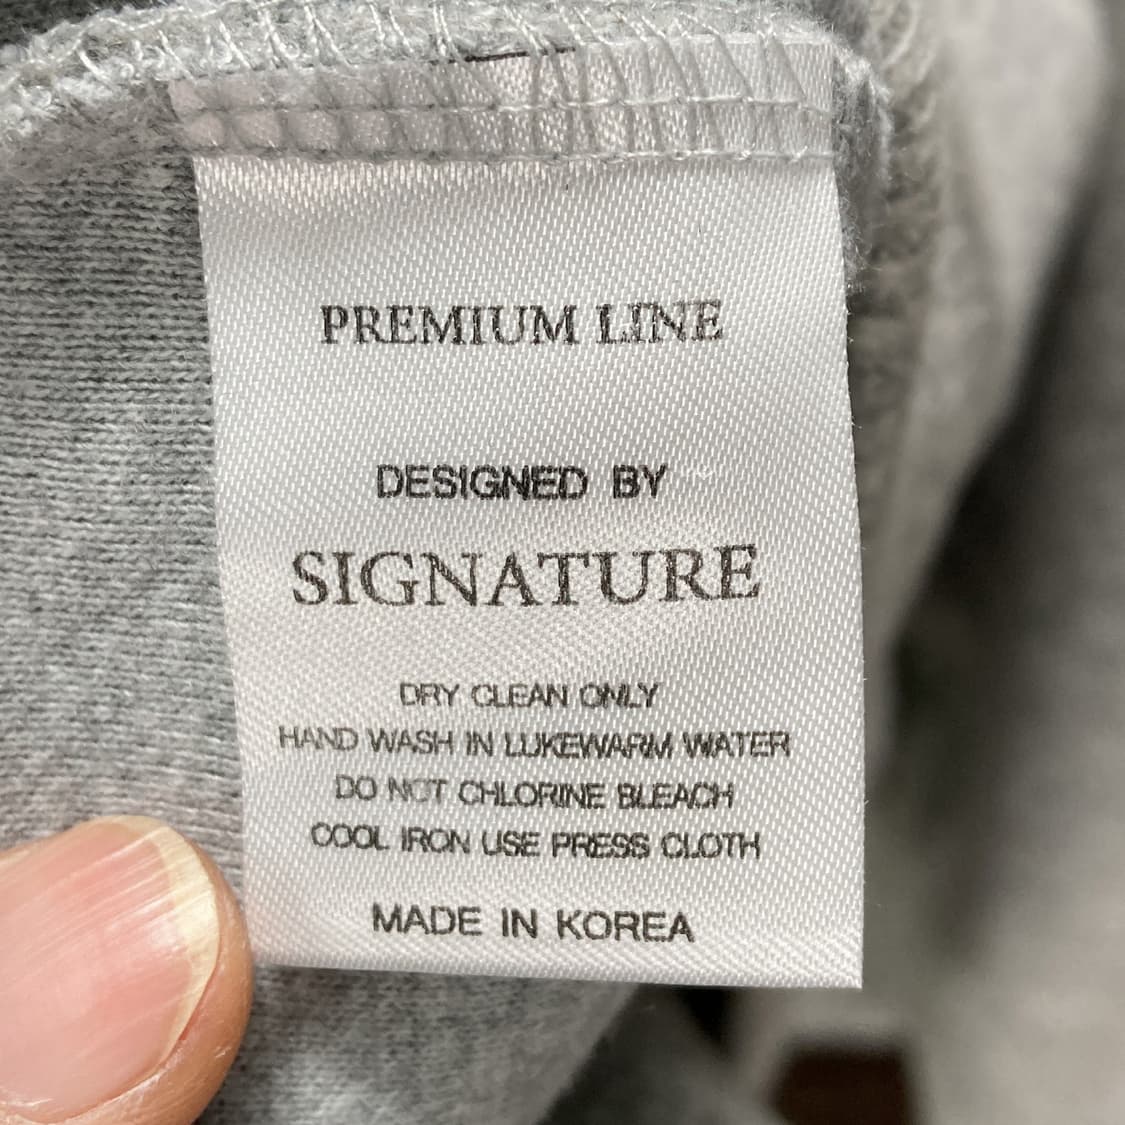 PREMIUM LINE
DESIGNED BY
SIGNATURE
DRY CLEAN ONLY
HAND WASH IN LUKEWARM WATER
DO NOT CHLORINE BLEACH
COOL IRON USE PRESS CLOTH
MADE IN KOREA